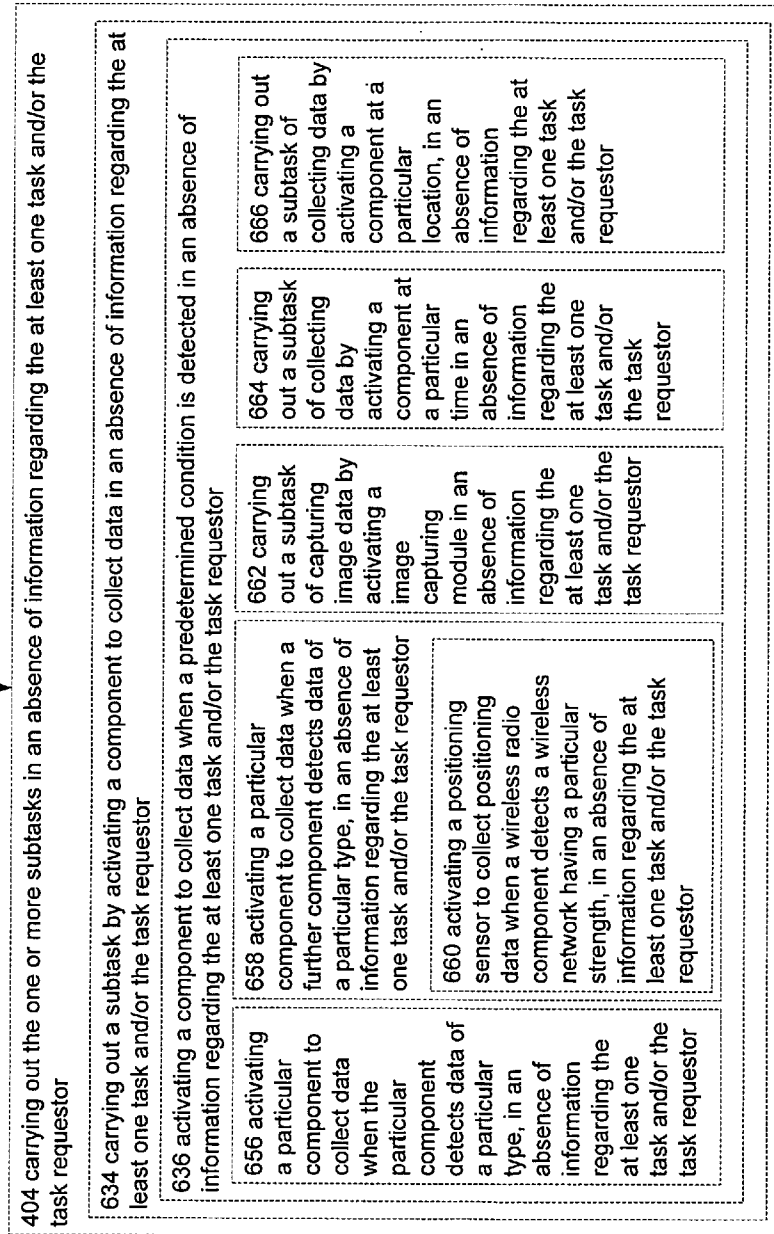 404 carrying out the one or more subtasks in an absence of information regarding the at least one task and/or the
task requestor
634 carrying out a subtask by activating a component to collect data in an absence of information regarding the at
least one task and/or the task requestor
636 activating a component to collect data when a predetermined condition is detected in an absence of
information regarding the at least one task and/or the task requestor
656 activating
a particular
component to
collect data
when the
particular
component
detects data of
a particular
type, in an
absence of
information
regarding the
at least one
task and/or the
task requestor
658 activating a particular
component to collect data when a
further component detects data of
a particular type, in an absence of
information regarding the at least
one task and/or the task requestor
660 activating a positioning
sensor to collect positioning
data when a wireless radio
component detects a wireless
network having a particular
strength, in an absence of
information regarding the at
least one task and/or the task
requestor
662 carrying
out a subtask
of capturing
image data by
activating a
image
capturing
module in an
absence of
information
regarding the
at least one
task and/or the
task requestor
664 carrying
out a subtask
of collecting
data by
activating a
component at
a particular
time in an
absence of
information
regarding the
at least one
task and/or
the task
requestor
666 carrying out
a subtask of
collecting data by
activating a
component at a
particular
location, in an
absence of
information
regarding the at
least one task
and/or the task
requestor